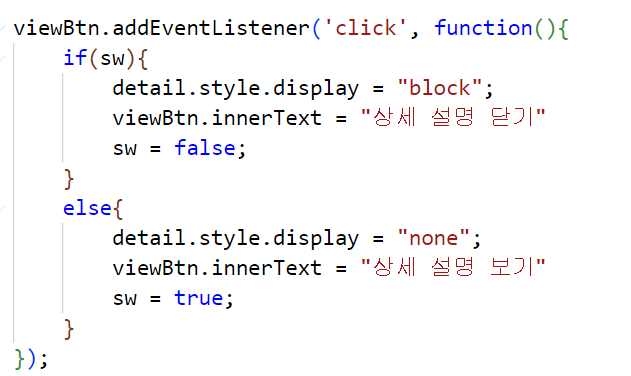 viewBtn.addEventListener('click', function(){
    if(sw){
        detail.style.display = "block";
        viewBtn.innerText = "상세 설명 닫기"
        sw = false;
    }
    else{
        detail.style.display = "none";
        viewBtn.innerText = "상세 설명 보기"
        sw = true;
    }
});